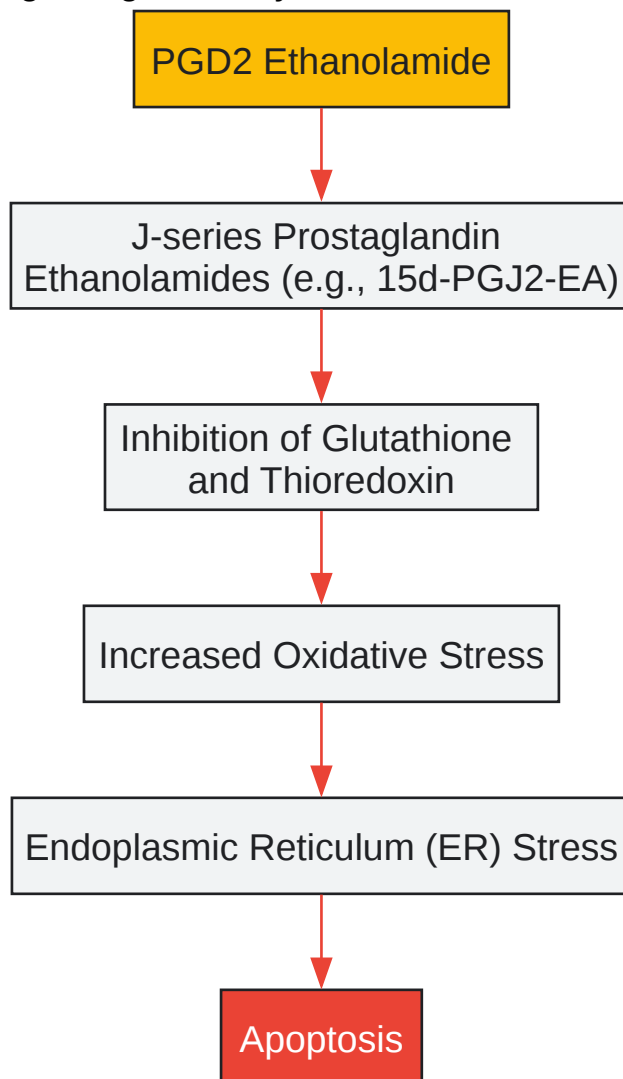 PGD2 Ethanolamide
J-series Prostaglandin
Ethanolamides (e.g., 15d-PGJ2-EA)
Inhibition of Glutathione
and Thioredoxin
Increased Oxidative Stress
Endoplasmic Reticulum (ER) Stress
Apoptosis